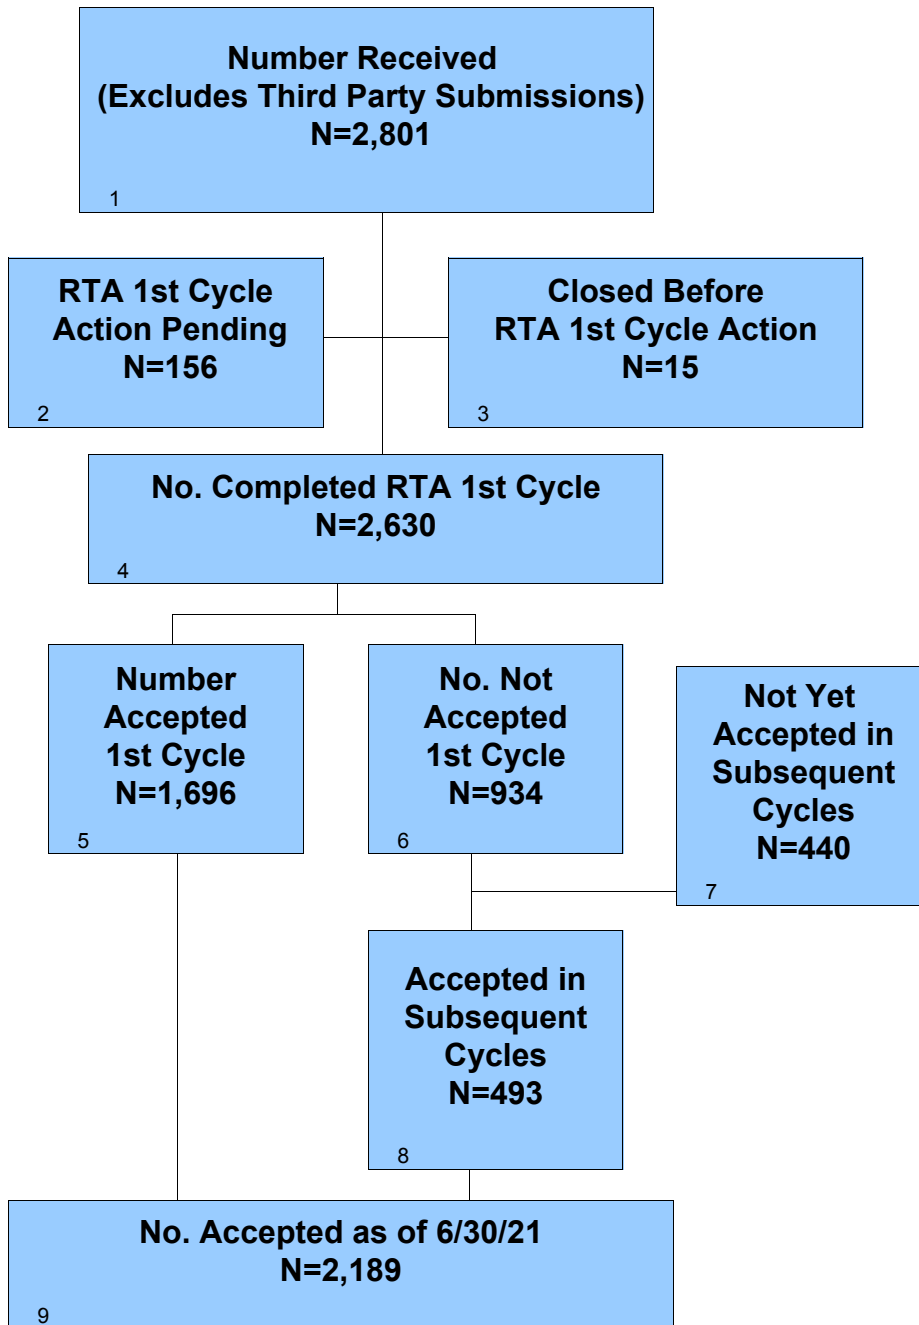 Number Received
(Excludes Third Party Submissions)
N=2,801
1
RTA 1st Cycle
Action Pending
N=156
2
Closed Before
RTA 1st Cycle Action
N=15
3
No. Completed RTA 1st Cycle
N=2,630
4
Number
Accepted
1st Cycle
N=1,696
5
No. Not
Accepted
1st Cycle
N=934
6
Not Yet
Accepted in
Subsequent
Cycles
N=440
7
Accepted in
Subsequent
Cycles
N=493
8
No. Accepted as of 6/30/21
N=2,189
9